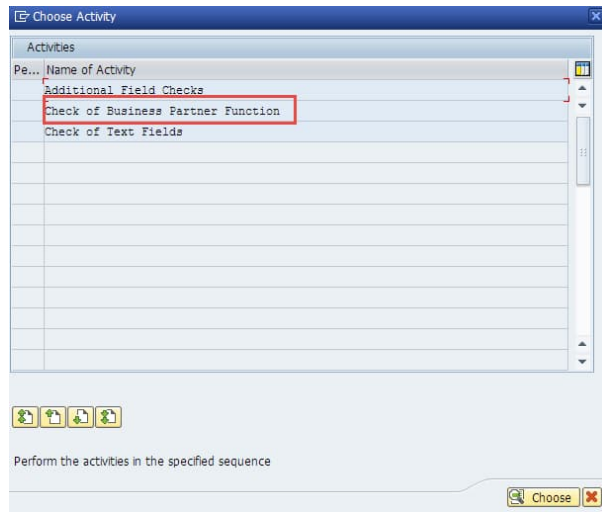 Choose Activity
Activities
Pe... Name of Activity
Additional Field Checks
Check of Business Partner Function
Check of Text Fields
Perform the activities in the specified sequence
Choose